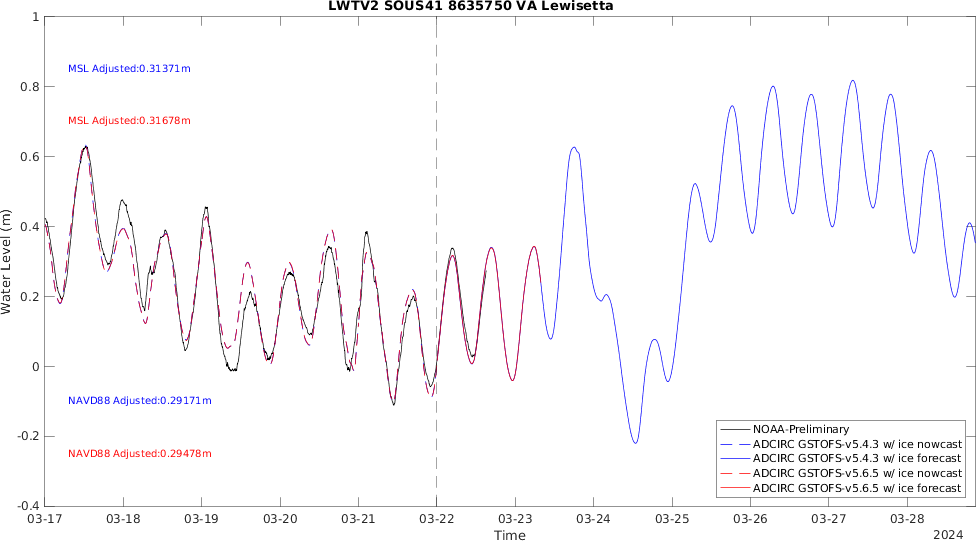 LWTV2 SOUS41 8635750 VA Lewisetta
1
0.8
0.6
0.4
0.2
0
-0.2
-0.4
Water Level (m)
MSL Adjusted:0.31371m
MSL Adjusted:0.31678m
NAVD88 Adjusted:0.29171m
NAVD88 Adjusted:0.29478m
NOAA-Preliminary
ADCIRC GSTOFS-v5.4.3 w/ ice nowcast
ADCIRC GSTOFS-v5.4.3 w/ ice forecast
ADCIRC GSTOFS-v5.6.5 w/ ice nowcast
ADCIRC GSTOFS-v5.6.5 w/ ice forecast
03-17 03-18 03-19 03-20 03-21 03-22 03-23 03-24 03-25 03-26 03-27 03-28
Time
2024